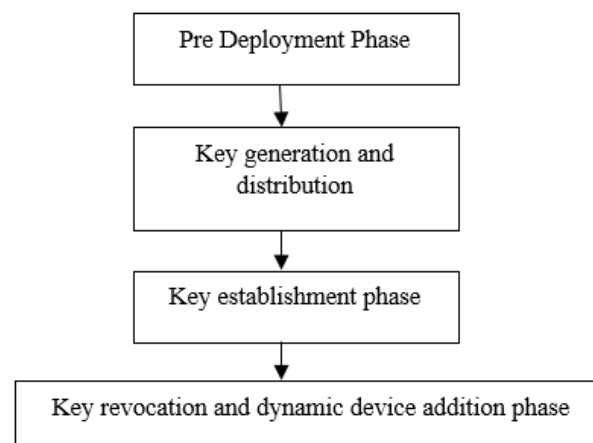 Pre Deployment Phase
Key generation and
distribution
Key establishment phase
Key revocation and dynamic device addition phase